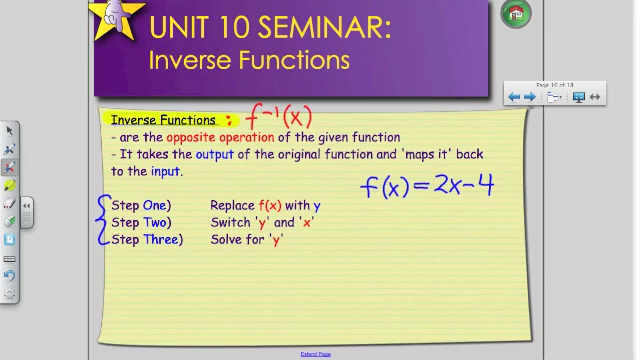 UNIT 10 SEMINAR:
Inverse Functions
Page 16 of 18
Inverse Functions : f⁻¹(x)
- are the opposite operation of the given function
- It takes the output of the original function and 'maps it' back
to the input.
f(x) = 2x - 4
Step One) Replace f(x) with y
Step Two) Switch 'y' and 'x'
Step Three) Solve for 'y'
Extend Page